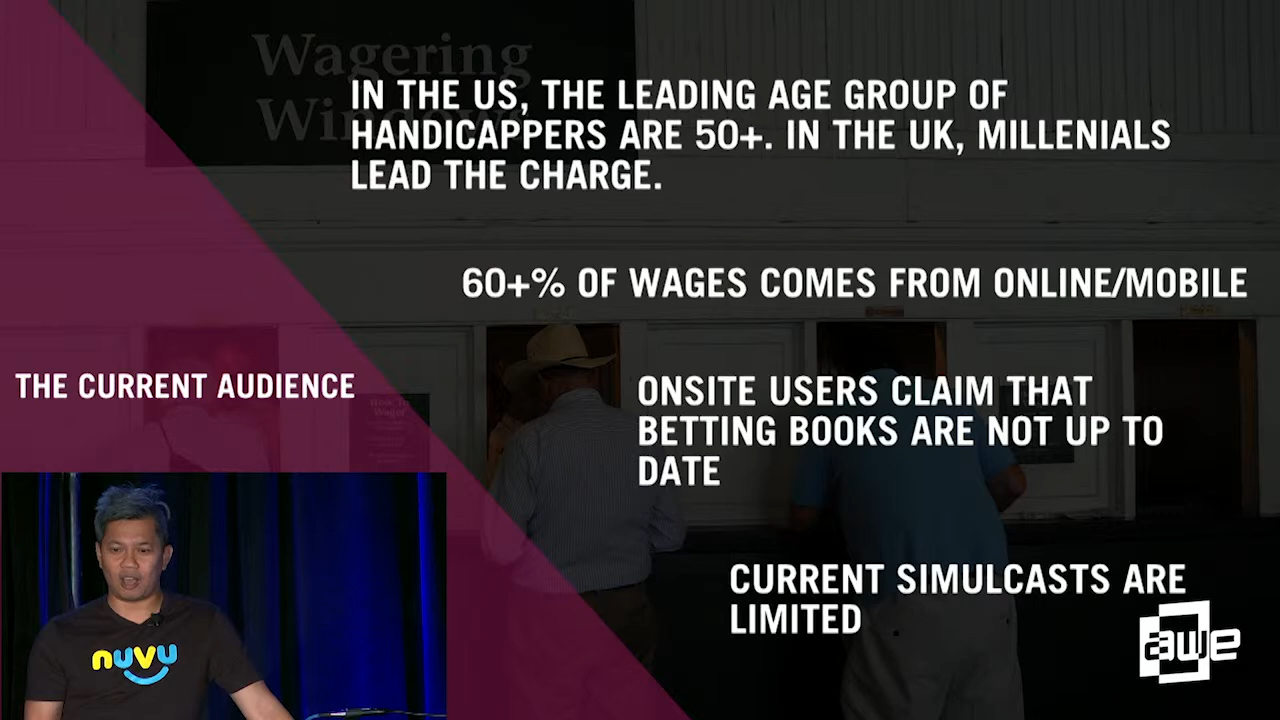 Wagering
Windows
IN THE US, THE LEADING AGE GROUP OF
HANDICAPPERS ARE 50+. IN THE UK, MILLENIALS
LEAD THE CHARGE.
60+% OF WAGES COMES FROM ONLINE/MOBILE
THE CURRENT AUDIENCE
ONSITE USERS CLAIM THAT
BETTING BOOKS ARE NOT UP TO
DATE
CURRENT SIMULCASTS ARE
LIMITED
nuvu
awe